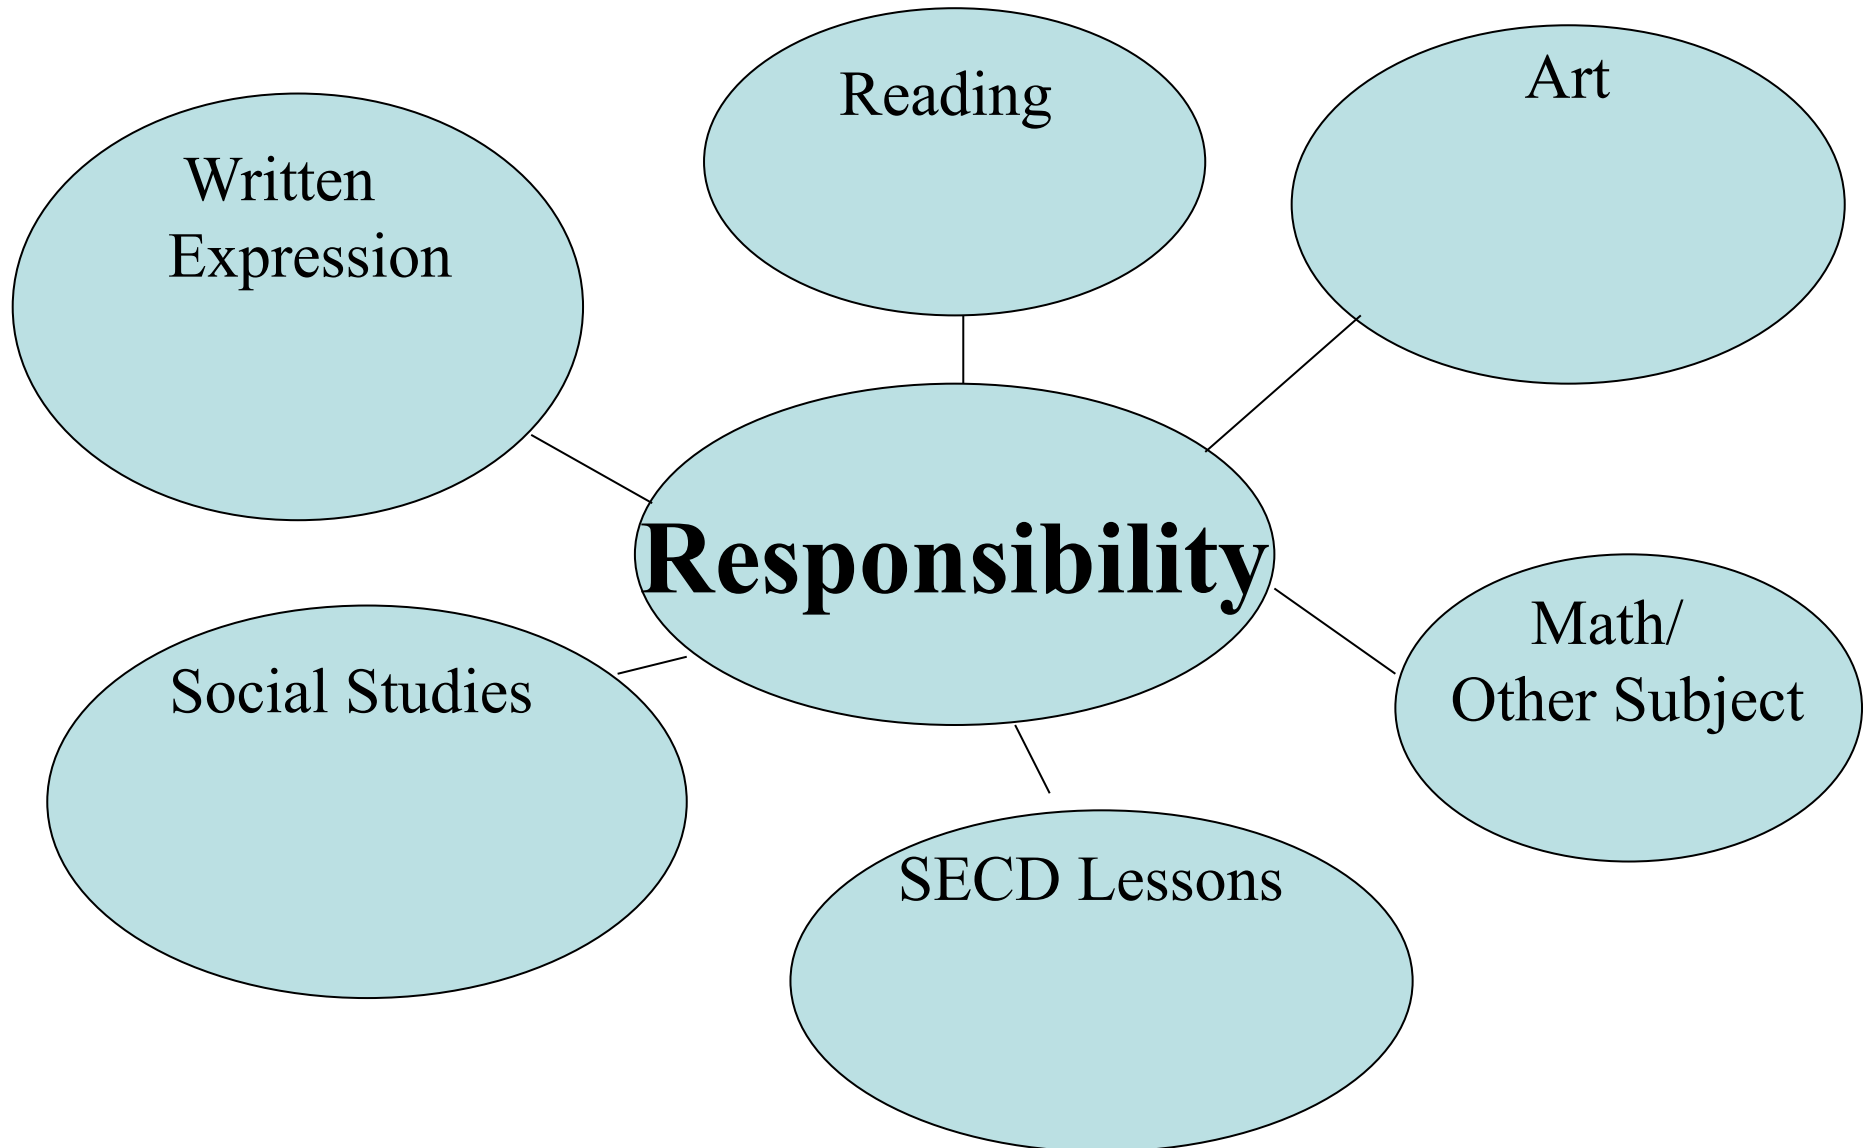 Reading
Art
Written
Expression
Responsibility
Math/
Other Subject
Social Studies
SECD Lessons